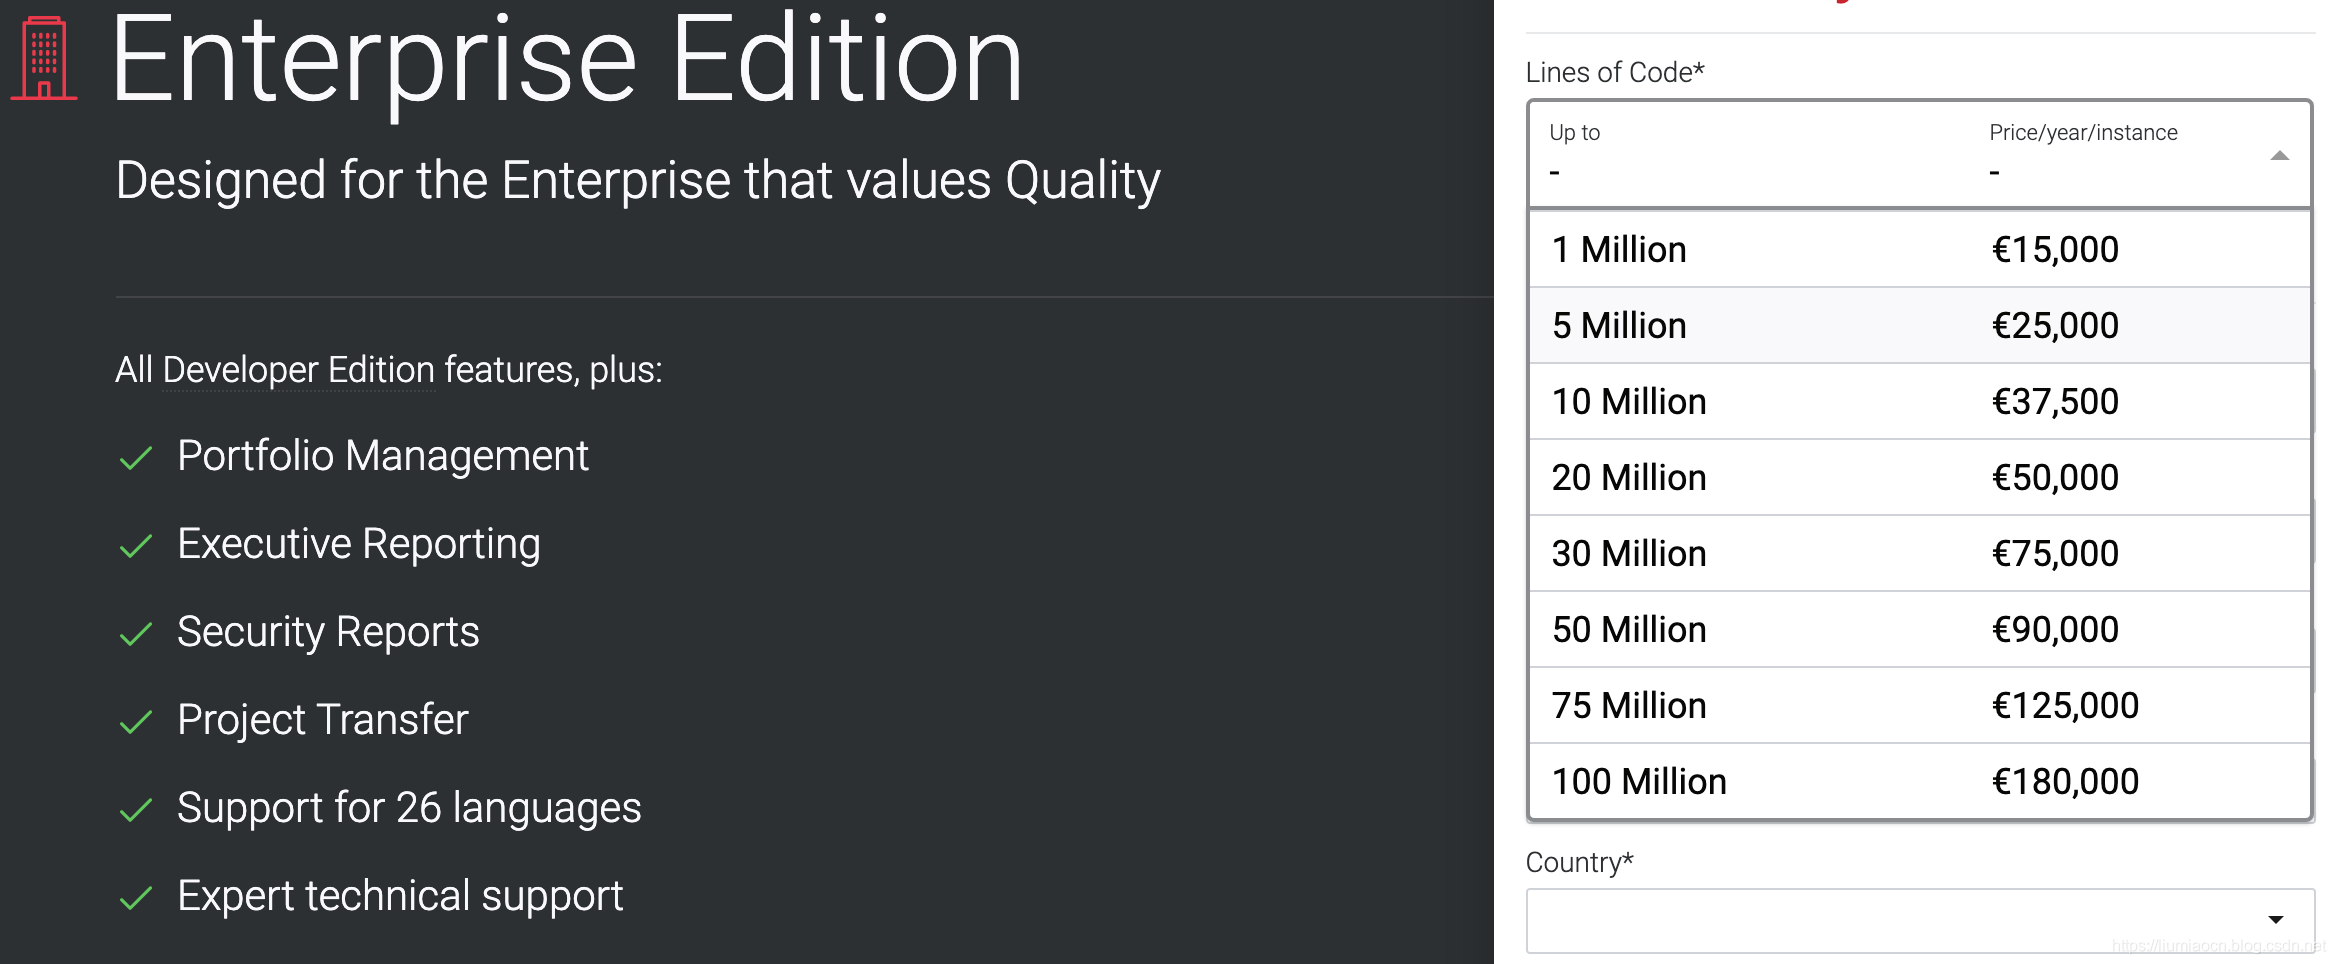 Enterprise Edition
Designed for the Enterprise that values Quality
All Developer Edition features, plus:
Portfolio Management
Executive Reporting
Security Reports
Project Transfer
Support for 26 languages
Expert technical support
Lines of Code*
Up to Price/year/instance
- -
1 Million €15,000
5 Million €25,000
10 Million €37,500
20 Million €50,000
30 Million €75,000
50 Million €90,000
75 Million €125,000
100 Million €180,000
Country*
https://liumiaocn.blog.csdn.net